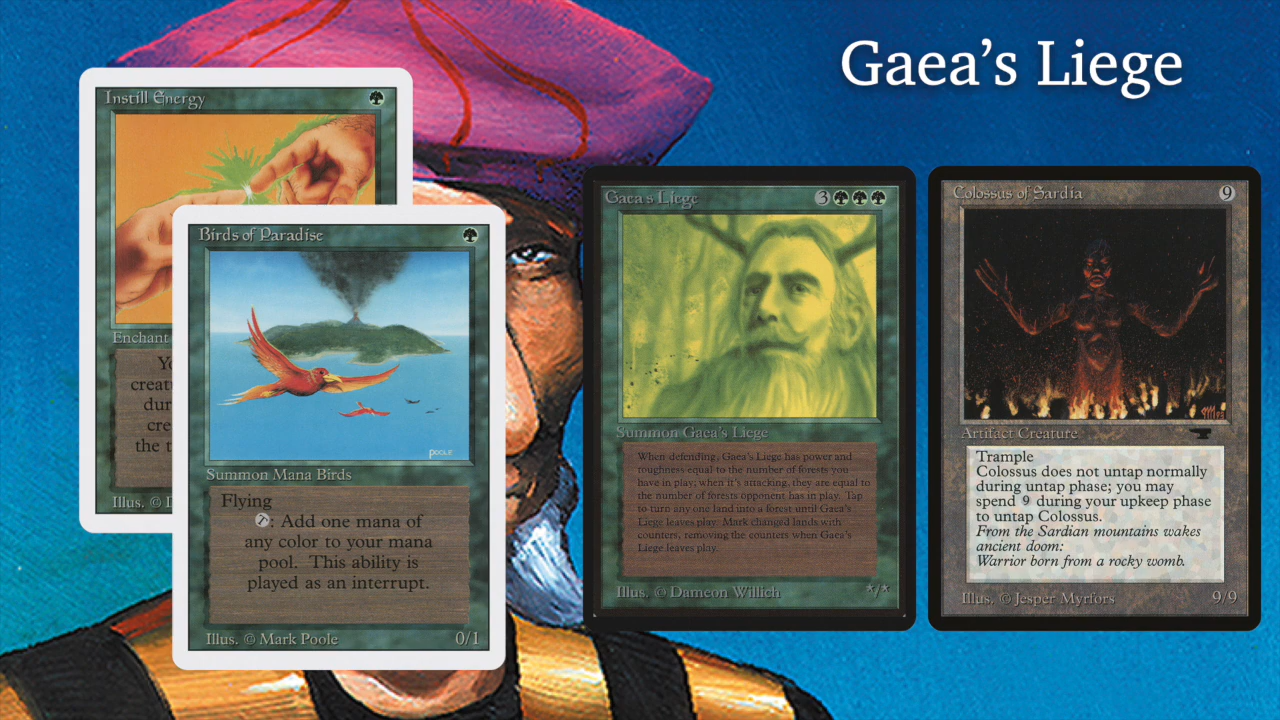 Gaea's Liege
Instill Energy
Enchant
Y
creat
dur
cre
the t
Illus. ©
Birds of Paradise
POOLE
Summon Mana Birds
Flying
: Add one mana of
any color to your mana
pool. This ability is
played as an interrupt.
Illus. © Mark Poole
0/1
Gaea's Liege
3
Summon Gaea's Liege
When defending, Gaea's Liege has power and
toughness equal to the number of forests you
have in play; when it's attacking, they are equal to
the number of forests opponent has in play. Tap
to turn any one land into a forest until Gaea's
Liege leaves play. Mark changed lands with
counters, removing the counters when Gaea's
Liege leaves play.
Illus. © Dameon Willich
*/*
Colossus of Sardia
9
Artifact Creature
Trample
Colossus does not untap normally
during untap phase; you may
spend 9 during your upkeep phase
to untap Colossus.
From the Sardian mountains wakes
ancient doom:
Warrior born from a rocky womb.
Illus. © Jesper Myrfors
9/9